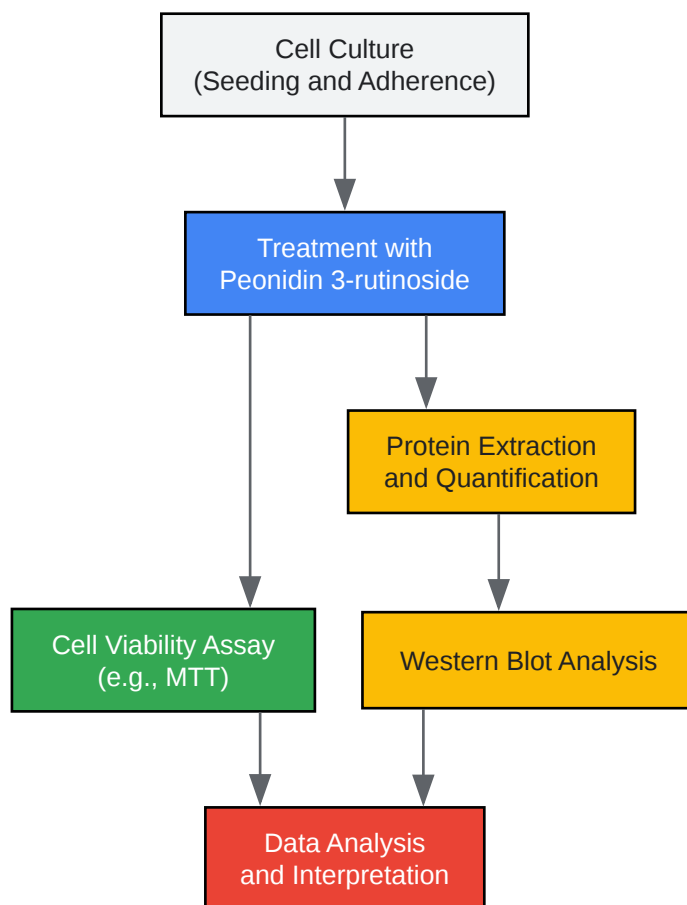 Cell Culture
(Seeding and Adherence)
Treatment with
Peonidin 3-rutinoside
Protein Extraction
and Quantification
Cell Viability Assay
(e.g., MTT)
Western Blot Analysis
Data Analysis
and Interpretation